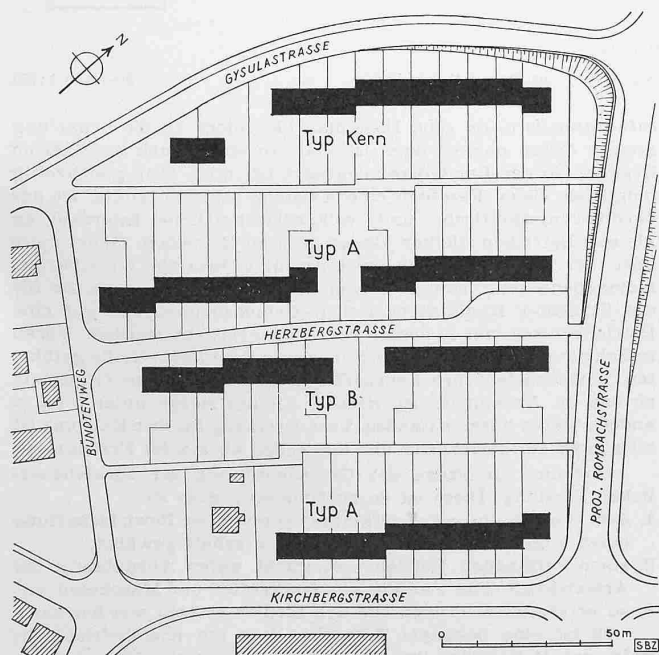 N
GYSULASTRASSE
Typ Kern
Typ A
HERZBERGSTRASSE
BÜNDTENWEG
Typ B
PROJ. ROMBACHSTRASSE
Typ A
KIRCHBERGSTRASSE
0 50m
SBZ